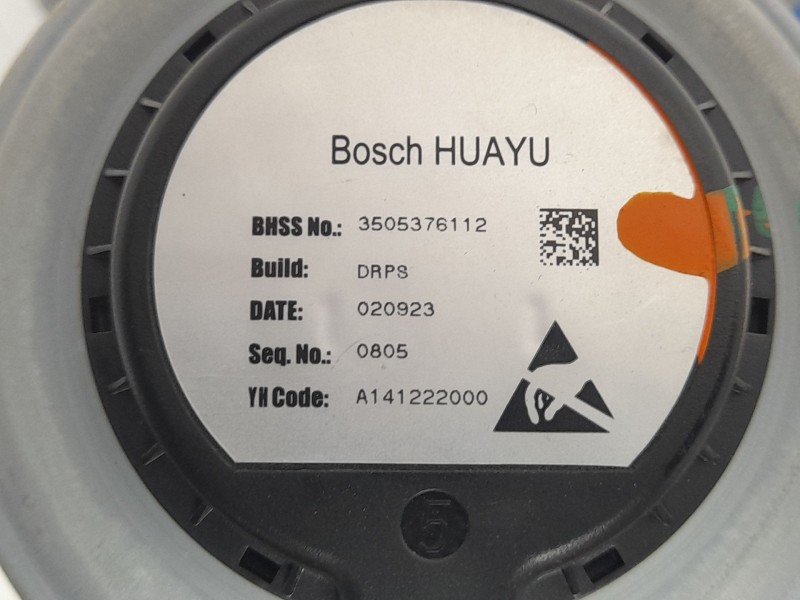 Bosch HUAYU
BHSS No.: 3505376112
Build: DRPS
DATE: 020923
Seq. No.: 0805
YH Code: A141222000
5